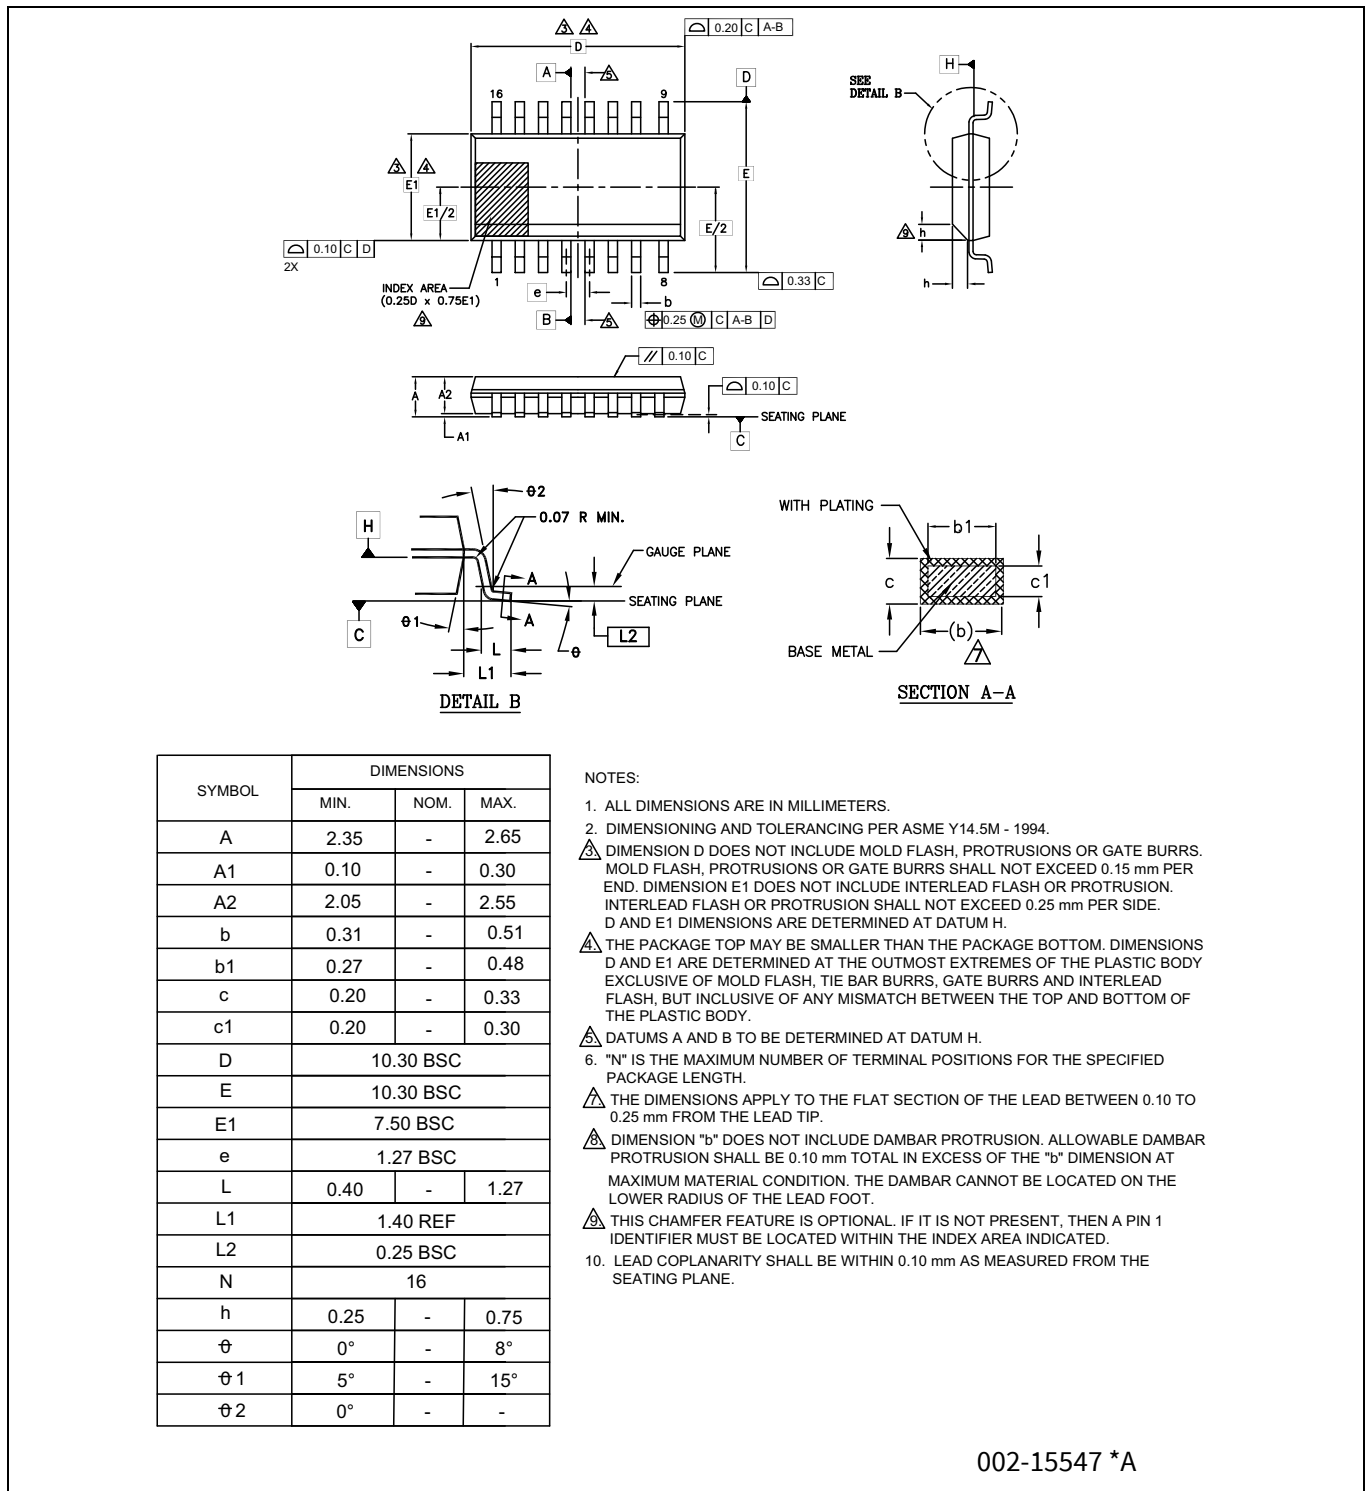 3 4
0.20 C A-B
D
A
5
D
H
SEE
DETAIL B
16
9
3 4
E1
E
E1/2
E/2
9
h
0.10 C D
2X
1
8
0.33 C
INDEX AREA
(0.25D x 0.75E1)
e
b
h
9
B
5
0.25 M C A-B D
// 0.10 C
A
A2
0.10 C
SEATING PLANE
A1
C
θ2
0.07 R MIN.
H
GAUGE PLANE
A
SEATING PLANE
C
θ1
A
L
θ
L2
L1
DETAIL B
WITH PLATING
b1
c
c1
(b)
BASE METAL
7
SECTION A-A
SYMBOL DIMENSIONS
MIN. NOM. MAX.
A 2.35 - 2.65
A1 0.10 - 0.30
A2 2.05 - 2.55
b 0.31 - 0.51
b1 0.27 - 0.48
c 0.20 - 0.33
c1 0.20 - 0.30
D 10.30 BSC
E 10.30 BSC
E1 7.50 BSC
e 1.27 BSC
L 0.40 - 1.27
L1 1.40 REF
L2 0.25 BSC
N 16
h 0.25 - 0.75
θ 0° - 8°
θ1 5° - 15°
θ2 0° - -
NOTES:
1. ALL DIMENSIONS ARE IN MILLIMETERS.
2. DIMENSIONING AND TOLERANCING PER ASME Y14.5M - 1994.
3. DIMENSION D DOES NOT INCLUDE MOLD FLASH, PROTRUSIONS OR GATE BURRS.
MOLD FLASH, PROTRUSIONS OR GATE BURRS SHALL NOT EXCEED 0.15 mm PER
END. DIMENSION E1 DOES NOT INCLUDE INTERLEAD FLASH OR PROTRUSION.
INTERLEAD FLASH OR PROTRUSION SHALL NOT EXCEED 0.25 mm PER SIDE.
D AND E1 DIMENSIONS ARE DETERMINED AT DATUM H.
4. THE PACKAGE TOP MAY BE SMALLER THAN THE PACKAGE BOTTOM. DIMENSIONS
D AND E1 ARE DETERMINED AT THE OUTMOST EXTREMES OF THE PLASTIC BODY
EXCLUSIVE OF MOLD FLASH, TIE BAR BURRS, GATE BURRS AND INTERLEAD
FLASH, BUT INCLUSIVE OF ANY MISMATCH BETWEEN THE TOP AND BOTTOM OF
THE PLASTIC BODY.
5. DATUMS A AND B TO BE DETERMINED AT DATUM H.
6. "N" IS THE MAXIMUM NUMBER OF TERMINAL POSITIONS FOR THE SPECIFIED
PACKAGE LENGTH.
7. THE DIMENSIONS APPLY TO THE FLAT SECTION OF THE LEAD BETWEEN 0.10 TO
0.25 mm FROM THE LEAD TIP.
8. DIMENSION "b" DOES NOT INCLUDE DAMBAR PROTRUSION. ALLOWABLE DAMBAR
PROTRUSION SHALL BE 0.10 mm TOTAL IN EXCESS OF THE "b" DIMENSION AT
MAXIMUM MATERIAL CONDITION. THE DAMBAR CANNOT BE LOCATED ON THE
LOWER RADIUS OF THE LEAD FOOT.
9. THIS CHAMFER FEATURE IS OPTIONAL. IF IT IS NOT PRESENT, THEN A PIN 1
IDENTIFIER MUST BE LOCATED WITHIN THE INDEX AREA INDICATED.
10. LEAD COPLANARITY SHALL BE WITHIN 0.10 mm AS MEASURED FROM THE
SEATING PLANE.
002-15547 *A